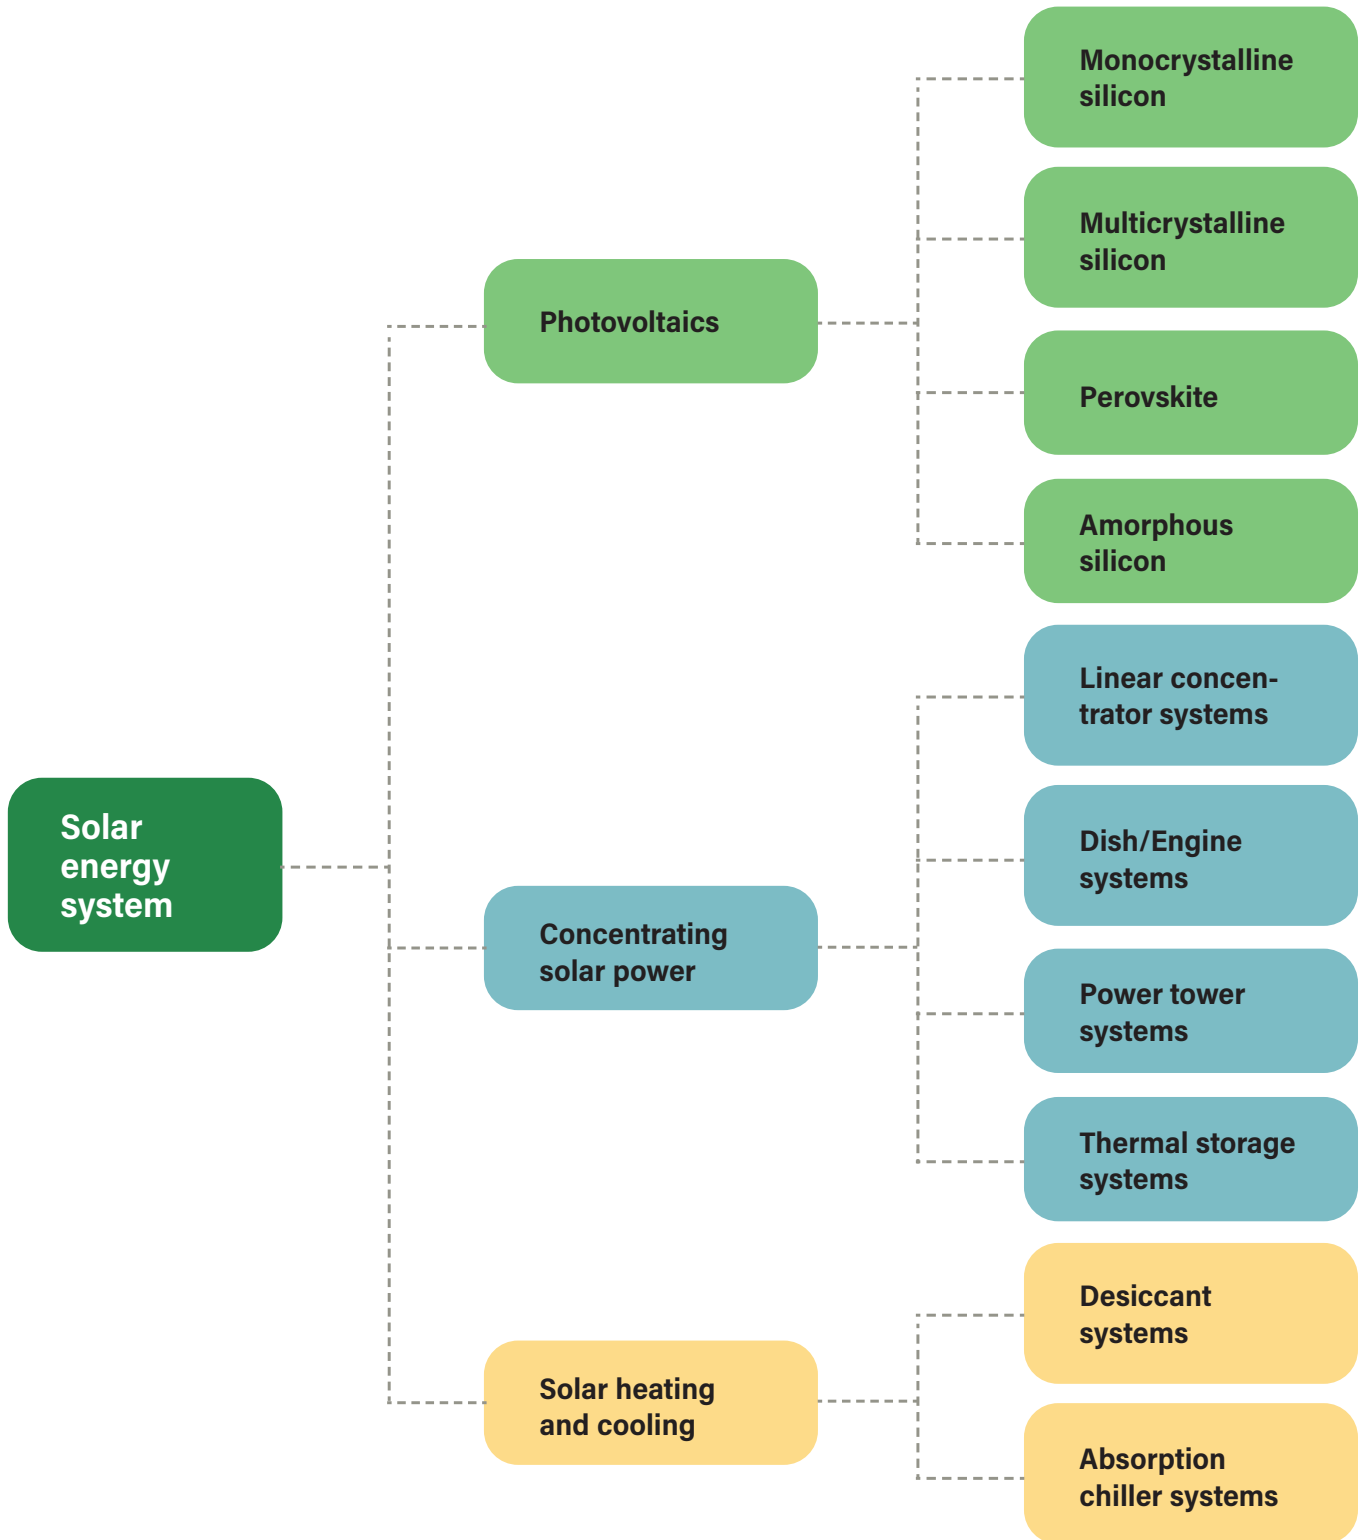 Monocrystalline
silicon
Multicrystalline
silicon
Photovoltaics
Perovskite
Amorphous
silicon
Linear concen-
trator systems
Solar
energy
system
Dish/Engine
systems
Concentrating
solar power
Power tower
systems
Thermal storage
systems
Desiccant
systems
Solar heating
and cooling
Absorption
chiller systems